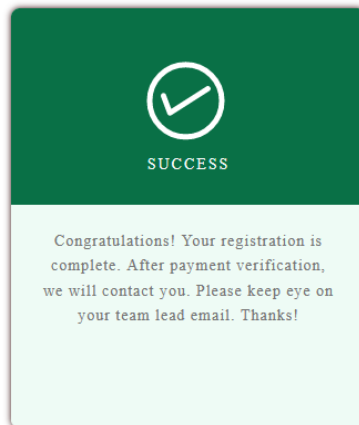 SUCCESS
Congratulations! Your registration is
complete. After payment verification,
we will contact you. Please keep eye on
your team lead email. Thanks!